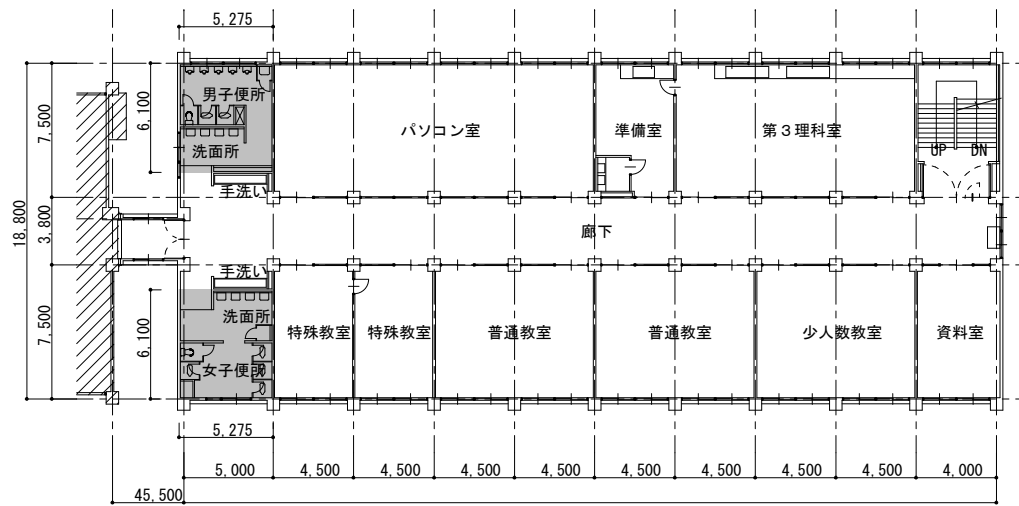 5,275
男子便所
洗面所
パソコン室
準備室
第３理科室
UP
DN
7,500
6,100
手洗い
18,800
3,800
廊下
手洗い
7,500
6,100
洗面所
女子便所
特殊教室
特殊教室
普通教室
普通教室
少人数教室
資料室
5,275
5,000
4,500
4,500
4,500
4,500
4,500
4,500
4,500
4,500
4,000
45,500